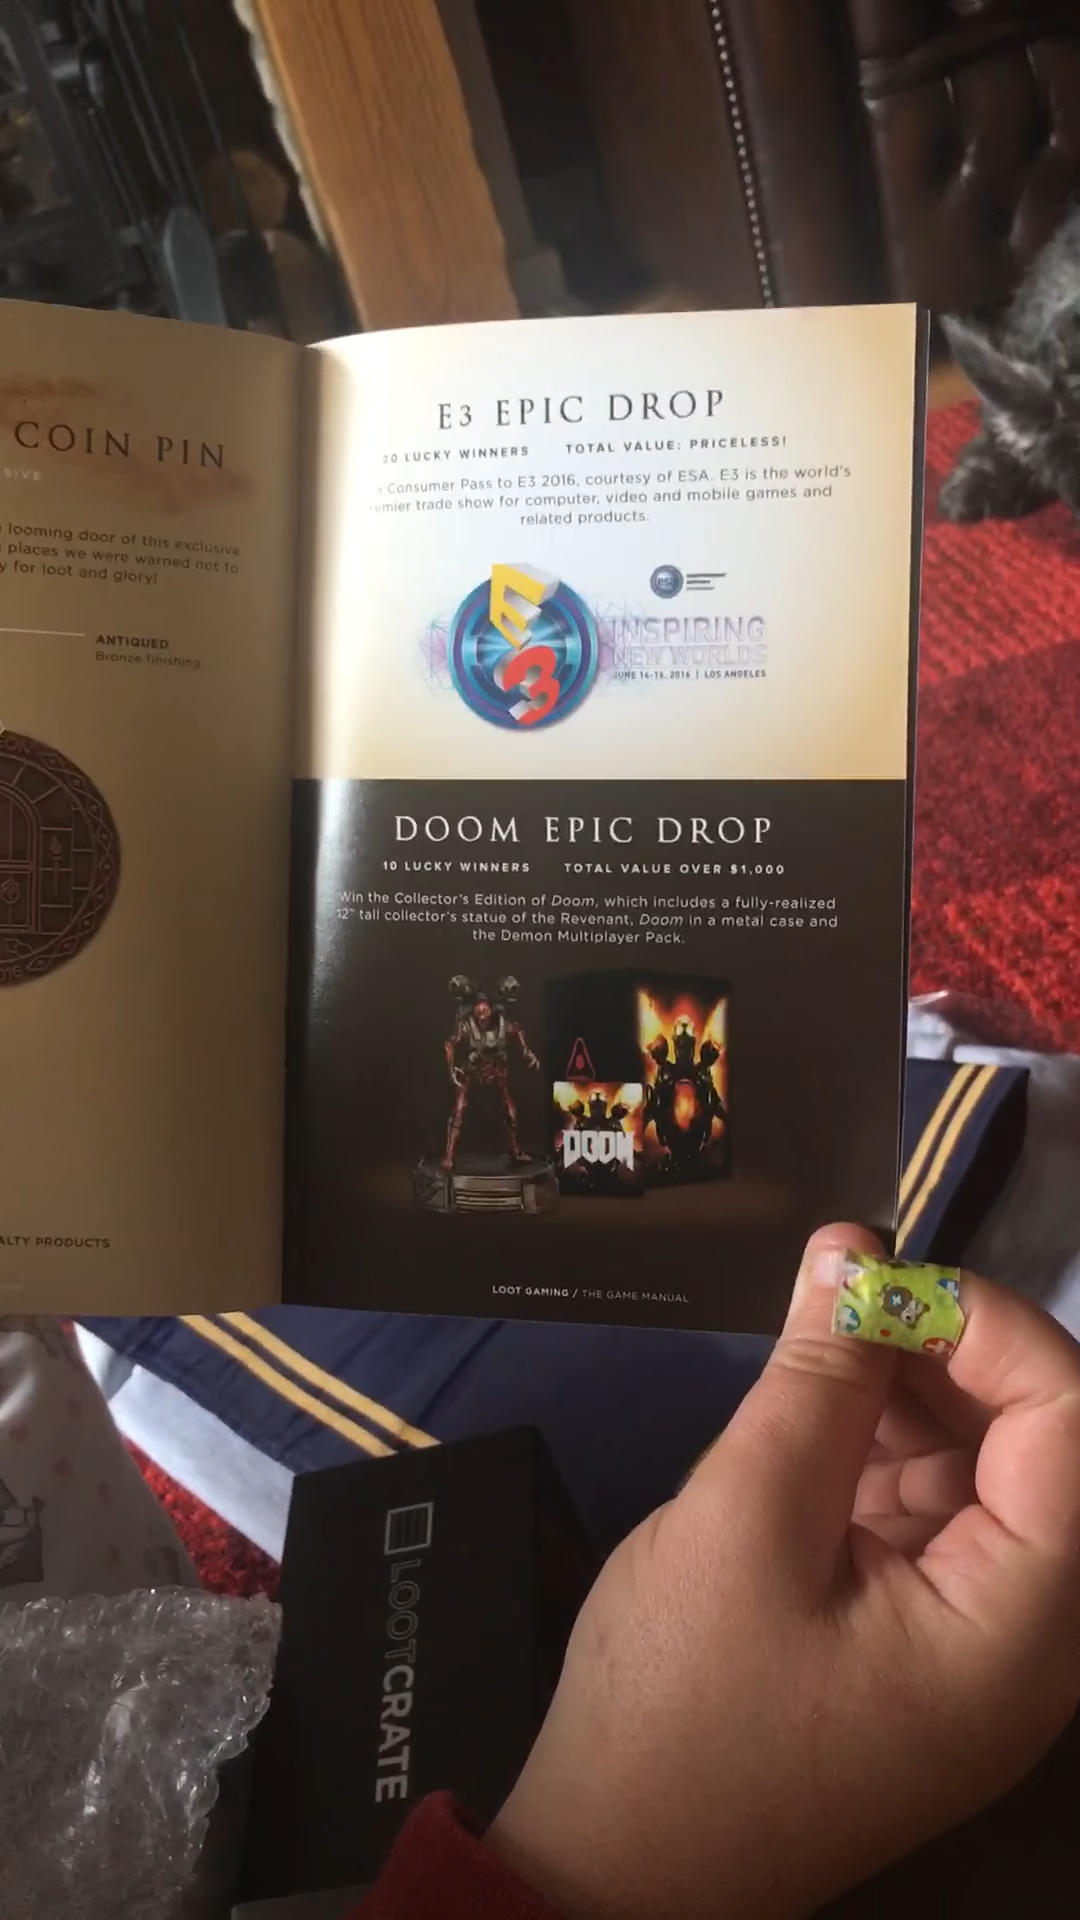 COIN PIN
SIVE
looming door of this exclusive
places we were warned not to
y for loot and glory!
ANTIQUED
Bronze finishing.
EON
2016
ALTY PRODUCTS
E3 EPIC DROP
20 LUCKY WINNERS TOTAL VALUE: PRICELESS!
Consumer Pass to E3 2016, courtesy of ESA. E3 is the world's
emier trade show for computer, video and mobile games and
related products.
E3
esa
INSPIRING
NEW WORLDS
JUNE 14-16, 2016 | LOS ANGELES
DOOM EPIC DROP
10 LUCKY WINNERS TOTAL VALUE OVER $1,000
Win the Collector's Edition of Doom, which includes a fully-realized
12" tall collector's statue of the Revenant, Doom in a metal case and
the Demon Multiplayer Pack.
DOOM
LOOT GAMING / THE GAME MANUAL
LOOTCRATE